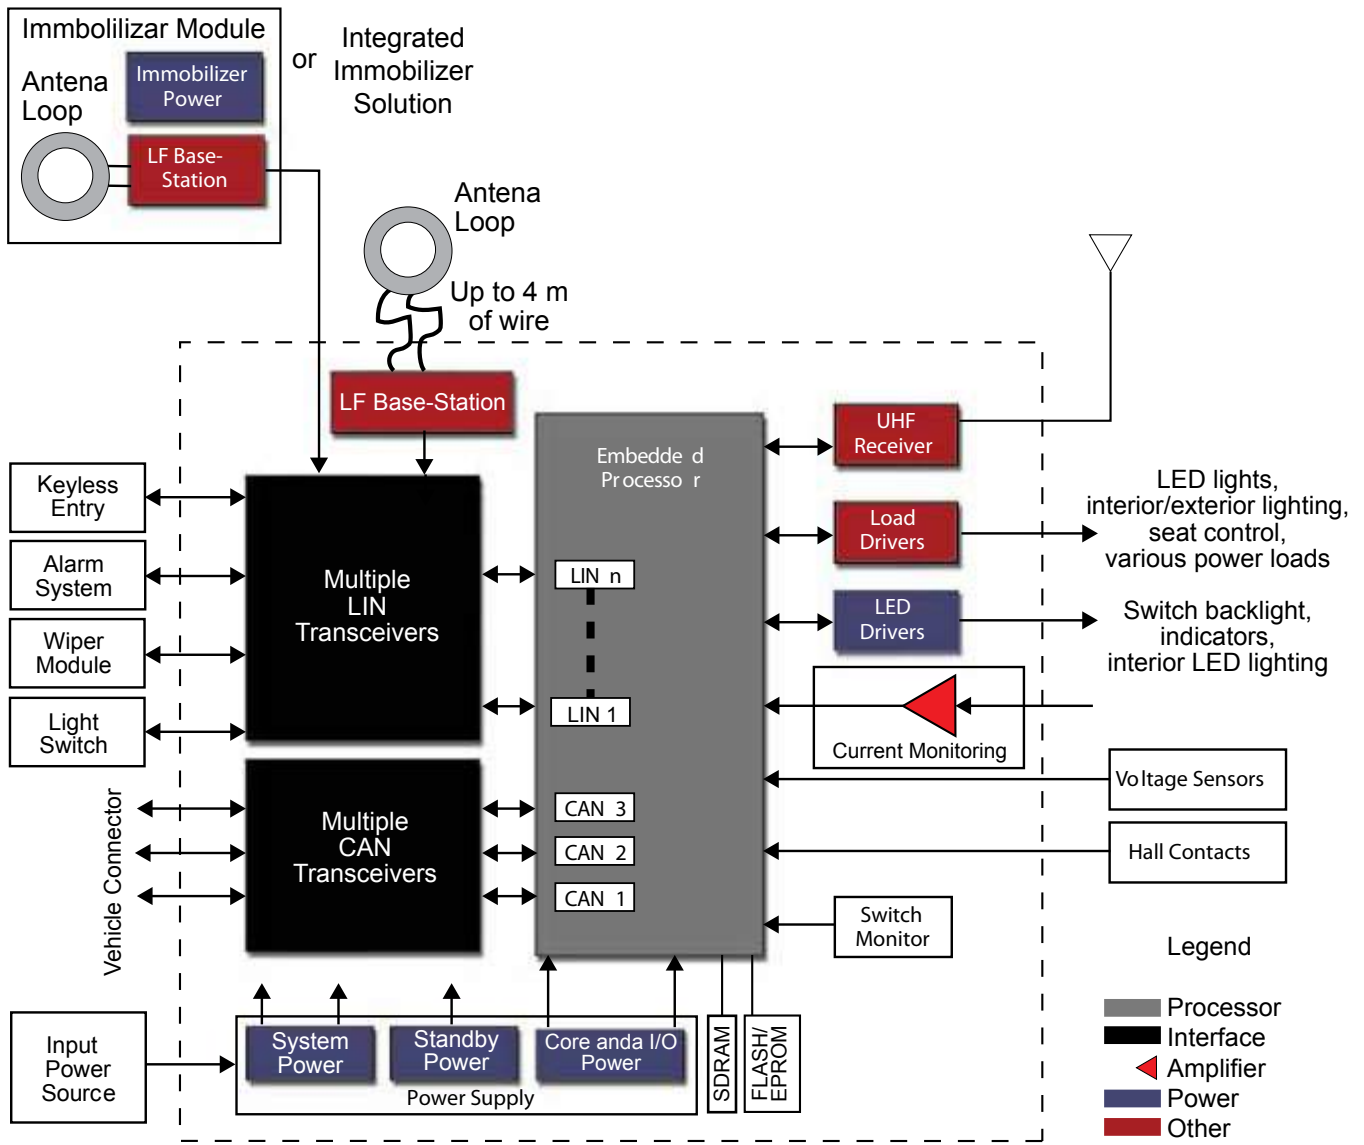 Immbolilizar Module
Antena
Loop
Immobilizer
Power
LF Base-
Station
or
Integrated
Immobilizer
Solution
Antena
Loop
Up to 4 m
of wire
LF Base-Station
Keyless
Entry
Alarm
System
Wiper
Module
Light
Switch
Multiple
LIN
Transceivers
Multiple
CAN
Transceivers
Vehicle Connector
Embedde d
Processo r
LIN n
LIN 1
CAN 3
CAN 2
CAN 1
UHF
Receiver
Load
Drivers
LED
Drivers
Current Monitoring
LED lights,
interior/exterior lighting,
seat control,
various power loads
Switch backlight,
indicators,
interior LED lighting
Voltage Sensors
Hall Contacts
Switch
Monitor
Input
Power
Source
System
Power
Standby
Power
Core anda I/O
Power
Power Supply
SDRAM
FLASH/
EPROM
Legend
Processor
Interface
Amplifier
Power
Other